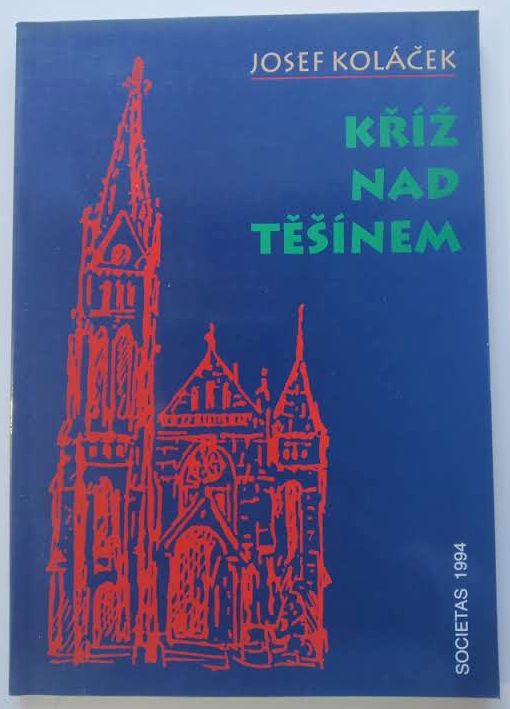 JOSEF KOLÁČEK
KŘÍŽ
NAD
TĚŠÍNEM
SOCIETAS 1994